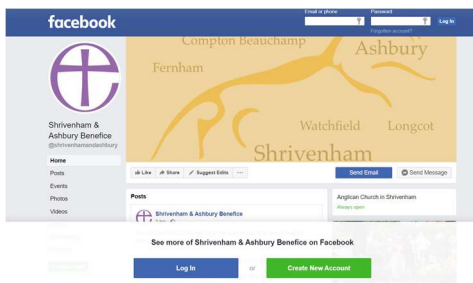 facebook
Email or phone
Password
Log In
Forgotten account?
Compton Beauchamp
Ashbury
Fernham
Watchfield
Longcot
Shrivenham
Shrivenham &
Ashbury Benefice
@shrivenhamandashbury
Home
Posts
Events
Photos
Videos
Like
Share
Suggest Edits
...
Send Email
Send Message
Posts
Shrivenham & Ashbury Benefice
Anglican Church in Shrivenham
Always open
See more of Shrivenham & Ashbury Benefice on Facebook
Log In
or
Create New Account